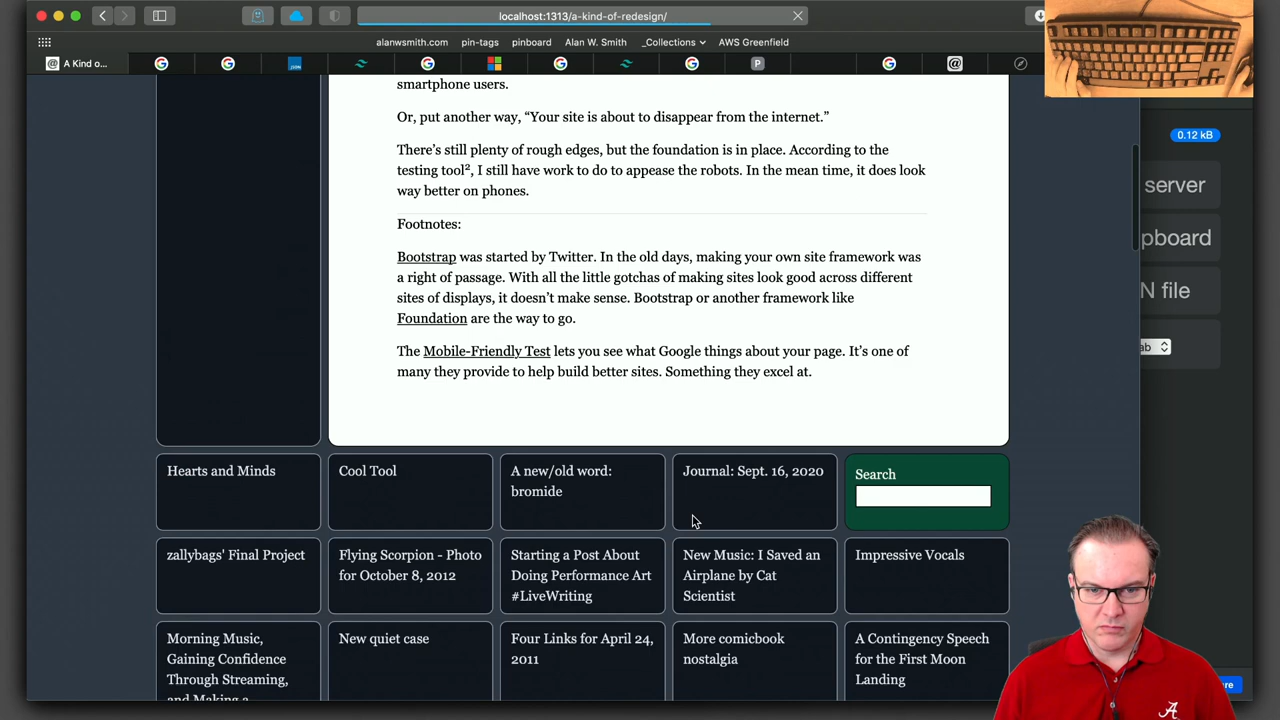 localhost:1313/a-kind-of-redesign/
alanwsmith.com pin-tags pinboard Alan W. Smith _Collections AWS Greenfield
A Kind o...
smartphone users.
Or, put another way, “Your site is about to disappear from the internet.”
There’s still plenty of rough edges, but the foundation is in place. According to the
testing tool², I still have work to do to appease the robots. In the mean time, it does look
way better on phones.
Footnotes:
Bootstrap was started by Twitter. In the old days, making your own site framework was
a right of passage. With all the little gotchas of making sites look good across different
sites of displays, it doesn’t make sense. Bootstrap or another framework like
Foundation are the way to go.
The Mobile-Friendly Test lets you see what Google things about your page. It’s one of
many they provide to help build better sites. Something they excel at.
0.12 kB
server
pboard
N file
ab
Hearts and Minds
Cool Tool
A new/old word:
bromide
Journal: Sept. 16, 2020
Search
zallybags' Final Project
Flying Scorpion - Photo
for October 8, 2012
Starting a Post About
Doing Performance Art
#LiveWriting
New Music: I Saved an
Airplane by Cat
Scientist
Impressive Vocals
Morning Music,
Gaining Confidence
Through Streaming,
and Making a
New quiet case
Four Links for April 24,
2011
More comicbook
nostalgia
A Contingency Speech
for the First Moon
Landing
A